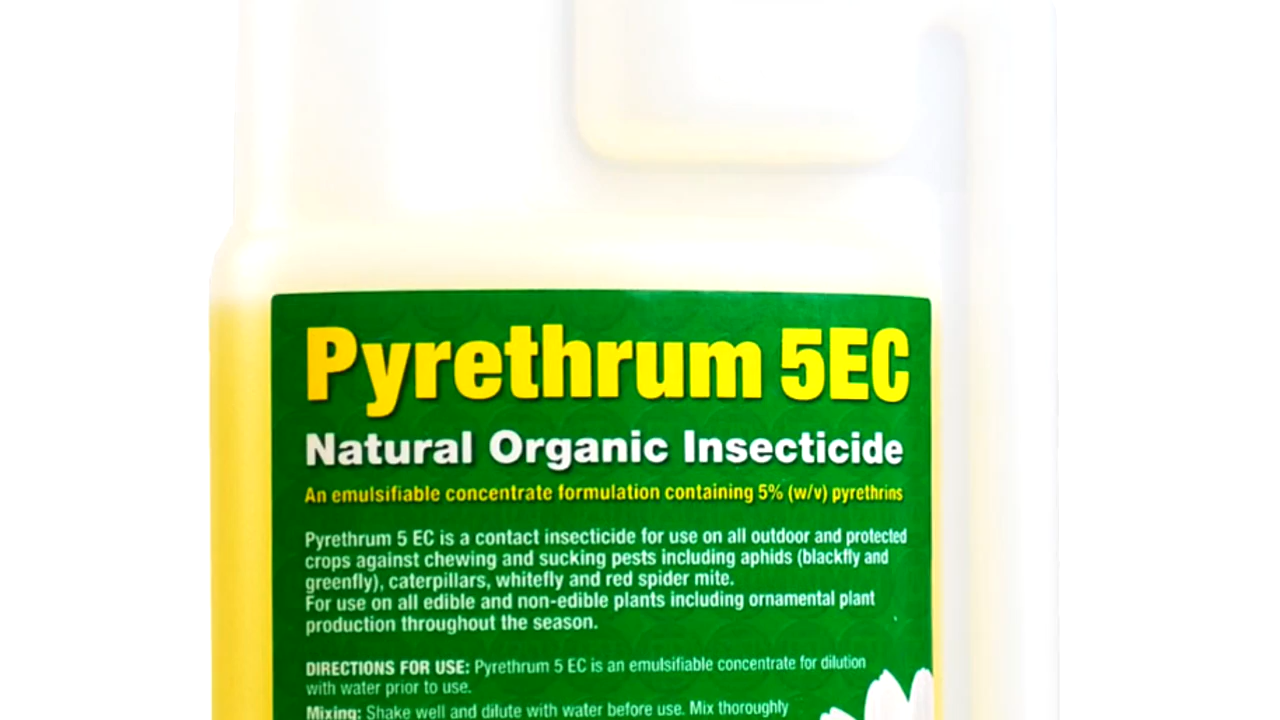 Pyrethrum 5EC
Natural Organic Insecticide
An emulsifiable concentrate formulation containing 5% (w/v) pyrethrins
Pyrethrum 5 EC is a contact insecticide for use on all outdoor and protected
crops against chewing and sucking pests including aphids (blackfly and
greenfly), caterpillars, whitefly and red spider mite.
For use on all edible and non-edible plants including ornamental plant
production throughout the season.
DIRECTIONS FOR USE: Pyrethrum 5 EC is an emulsifiable concentrate for dilution
with water prior to use.
Mixing: Shake well and dilute with water before use. Mix thoroughly